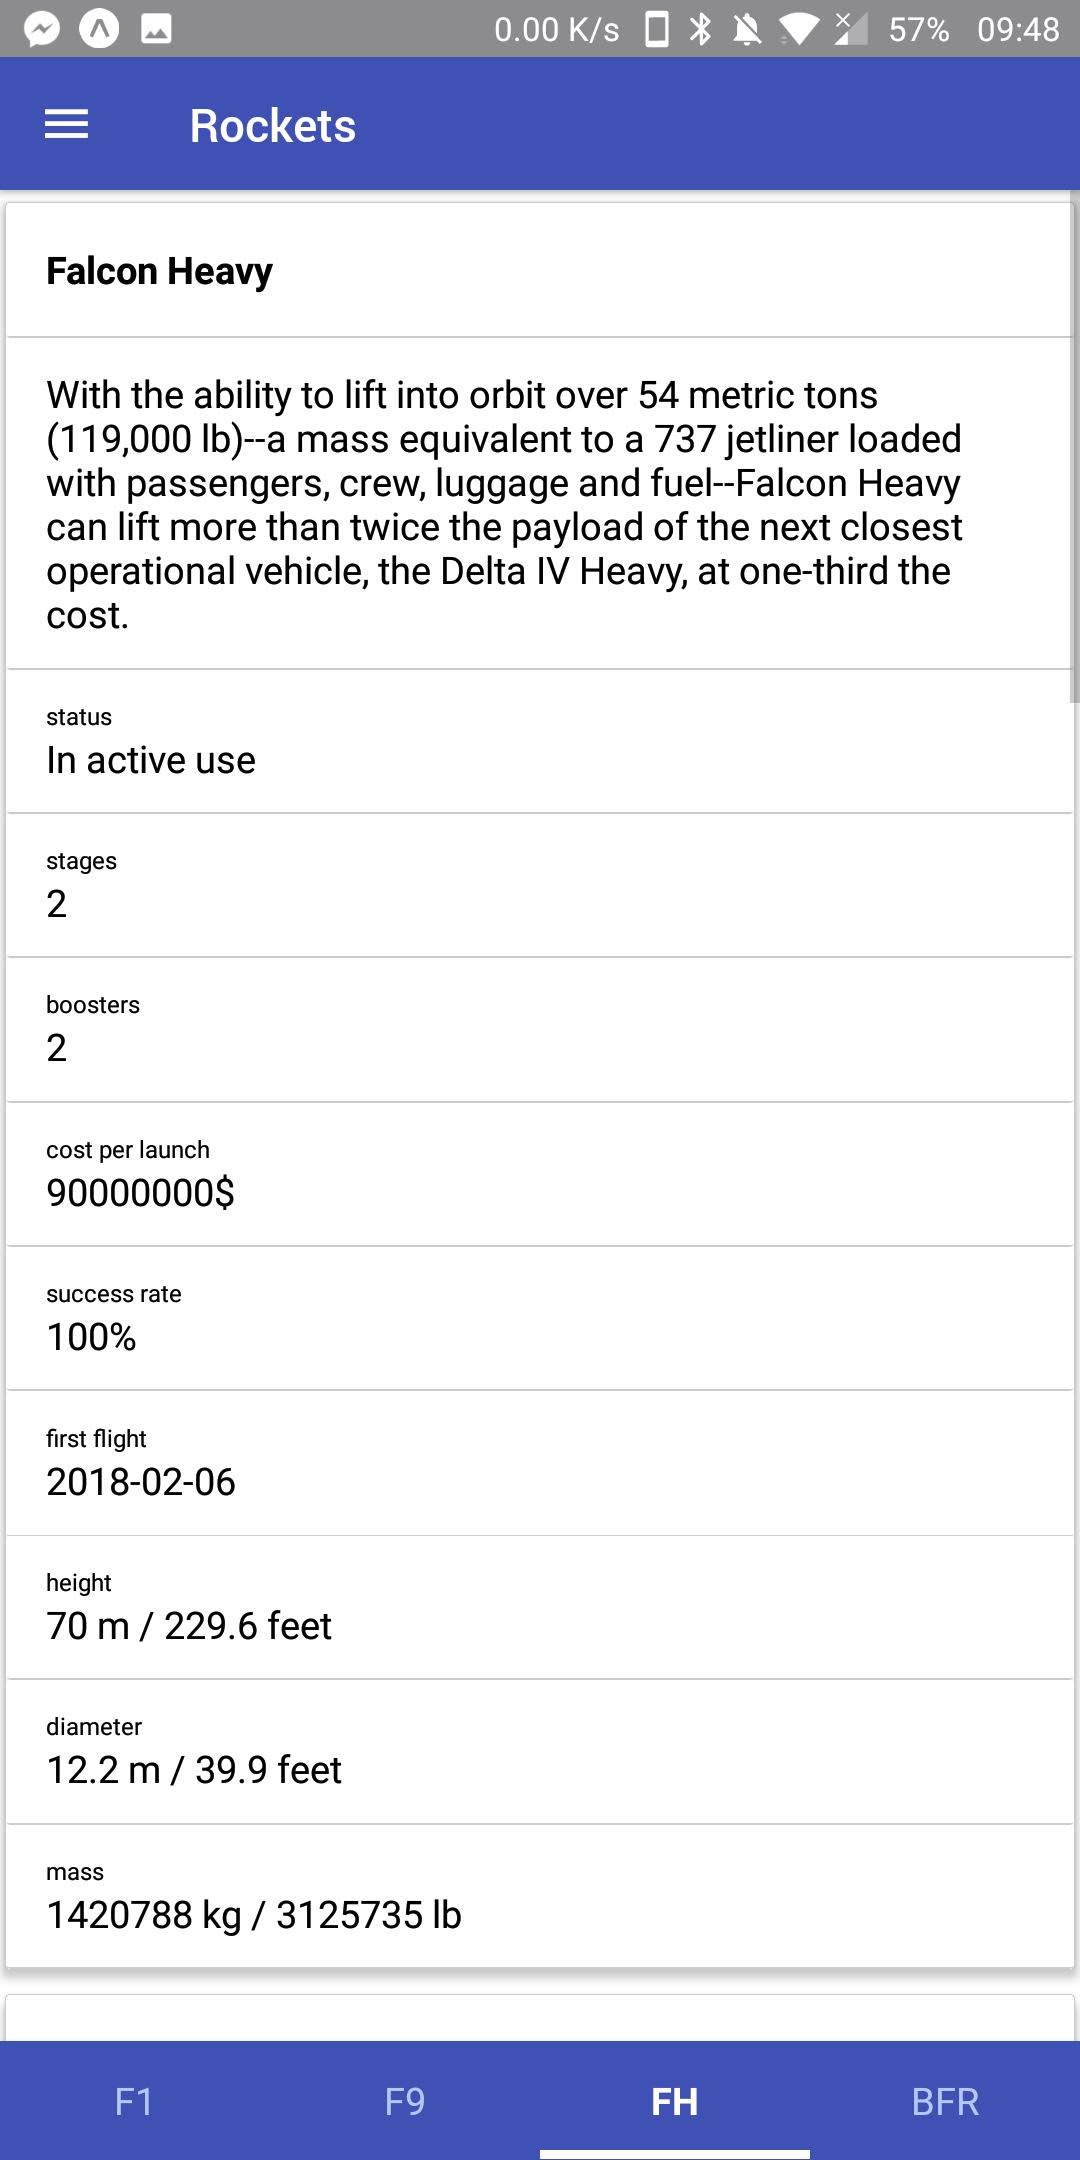 0.00 K/s 57% 09:48
Rockets
Falcon Heavy
With the ability to lift into orbit over 54 metric tons
(119,000 lb)--a mass equivalent to a 737 jetliner loaded
with passengers, crew, luggage and fuel--Falcon Heavy
can lift more than twice the payload of the next closest
operational vehicle, the Delta IV Heavy, at one-third the
cost.
status
In active use
stages
2
boosters
2
cost per launch
90000000$
success rate
100%
first flight
2018-02-06
height
70 m / 229.6 feet
diameter
12.2 m / 39.9 feet
mass
1420788 kg / 3125735 lb
F1 F9 FH BFR